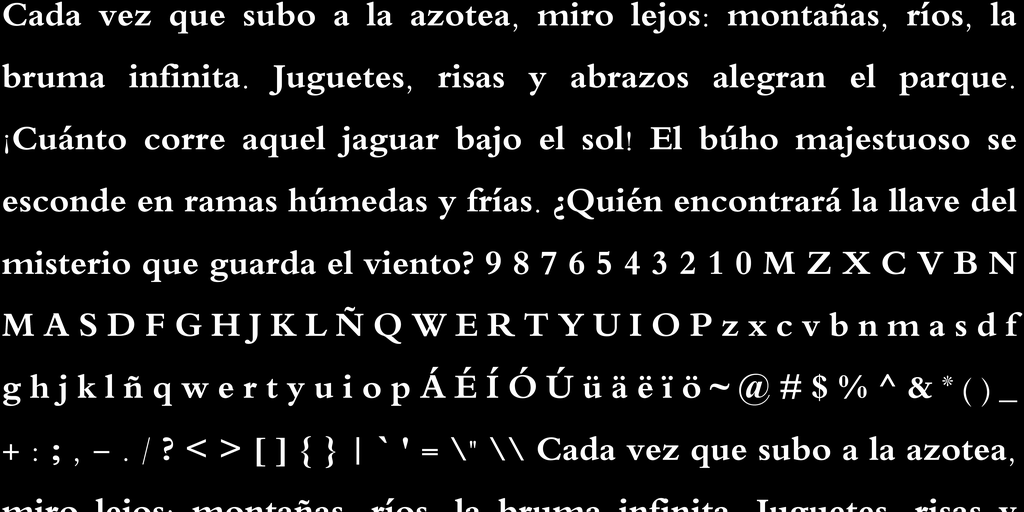 Cada vez que subo a la azotea, miro lejos: montañas, ríos, la
bruma infinita. Juguetes, risas y abrazos alegran el parque.
¡Cuánto corre aquel jaguar bajo el sol! El búho majestuoso se
esconde en ramas húmedas y frías. ¿Quién encontrará la llave del
misterio que guarda el viento? 9 8 7 6 5 4 3 2 1 0 M Z X C V B N
M A S D F G H J K L Ñ Q W E R T Y U I O P z x c v b n m a s d f
g h j k l ñ q w e r t y u i o p Á É Í Ó Ú ü ä ë ï ö ~ @ # $ % ^ & * ( ) _
+ : ; , – . / ? < > [ ] { } | ` ' = \" \\ Cada vez que subo a la azotea,
miro lejos: montañas, ríos, la bruma infinita. Juguetes, risas y